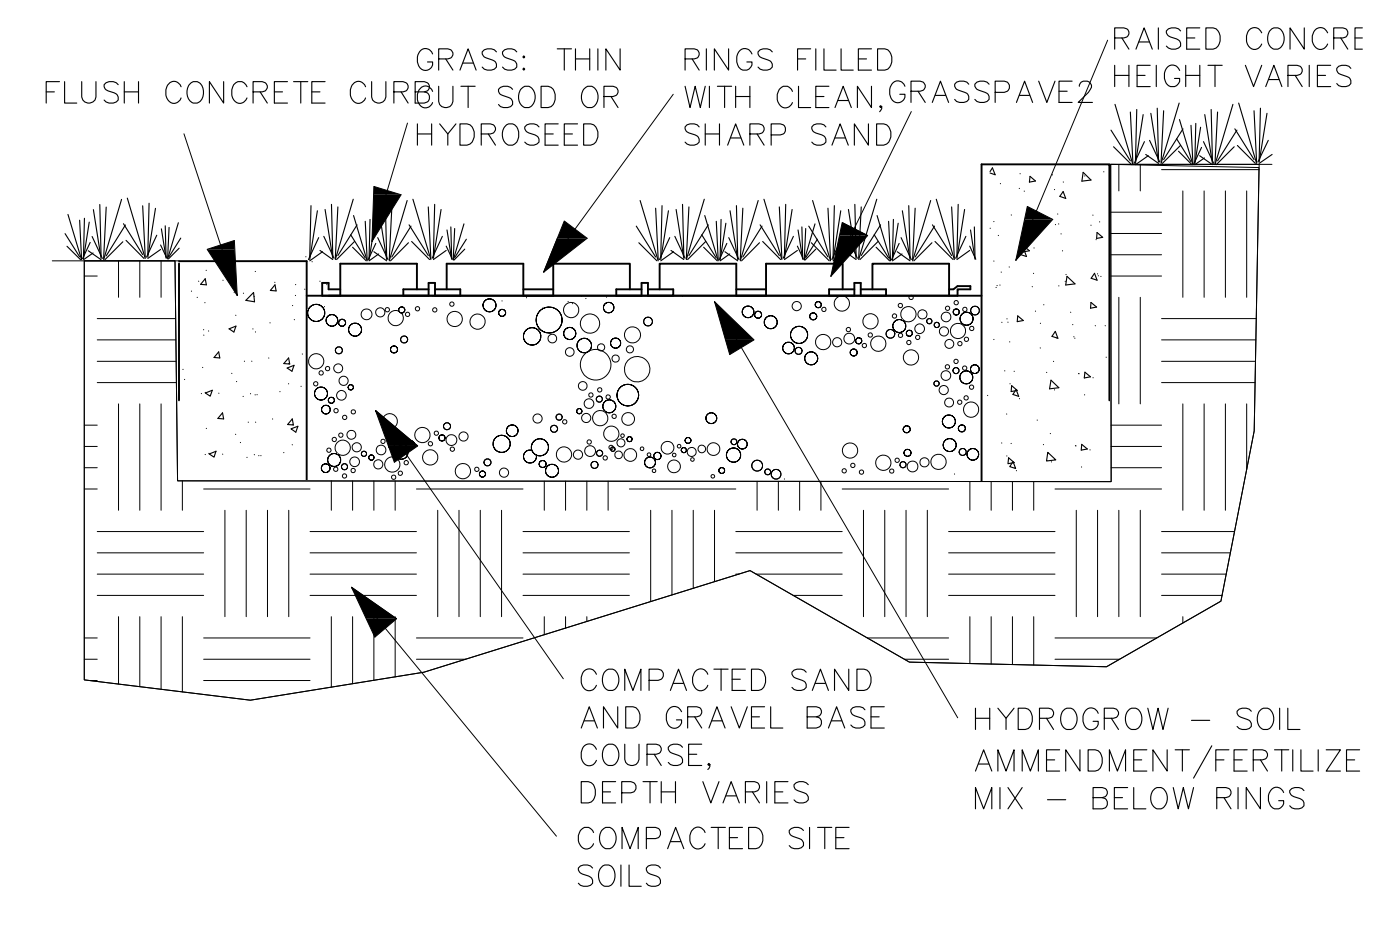 FLUSH CONCRETE CURB
GRASS: THIN
CUT SOD OR
HYDROSEED
RINGS FILLED
WITH CLEAN,
SHARP SAND
GRASSPAVE2
RAISED CONCRE
HEIGHT VARIES
COMPACTED SAND
AND GRAVEL BASE
COURSE,
DEPTH VARIES
COMPACTED SITE
SOILS
HYDROGROW – SOIL
AMMENDMENT/FERTILIZE
MIX – BELOW RINGS